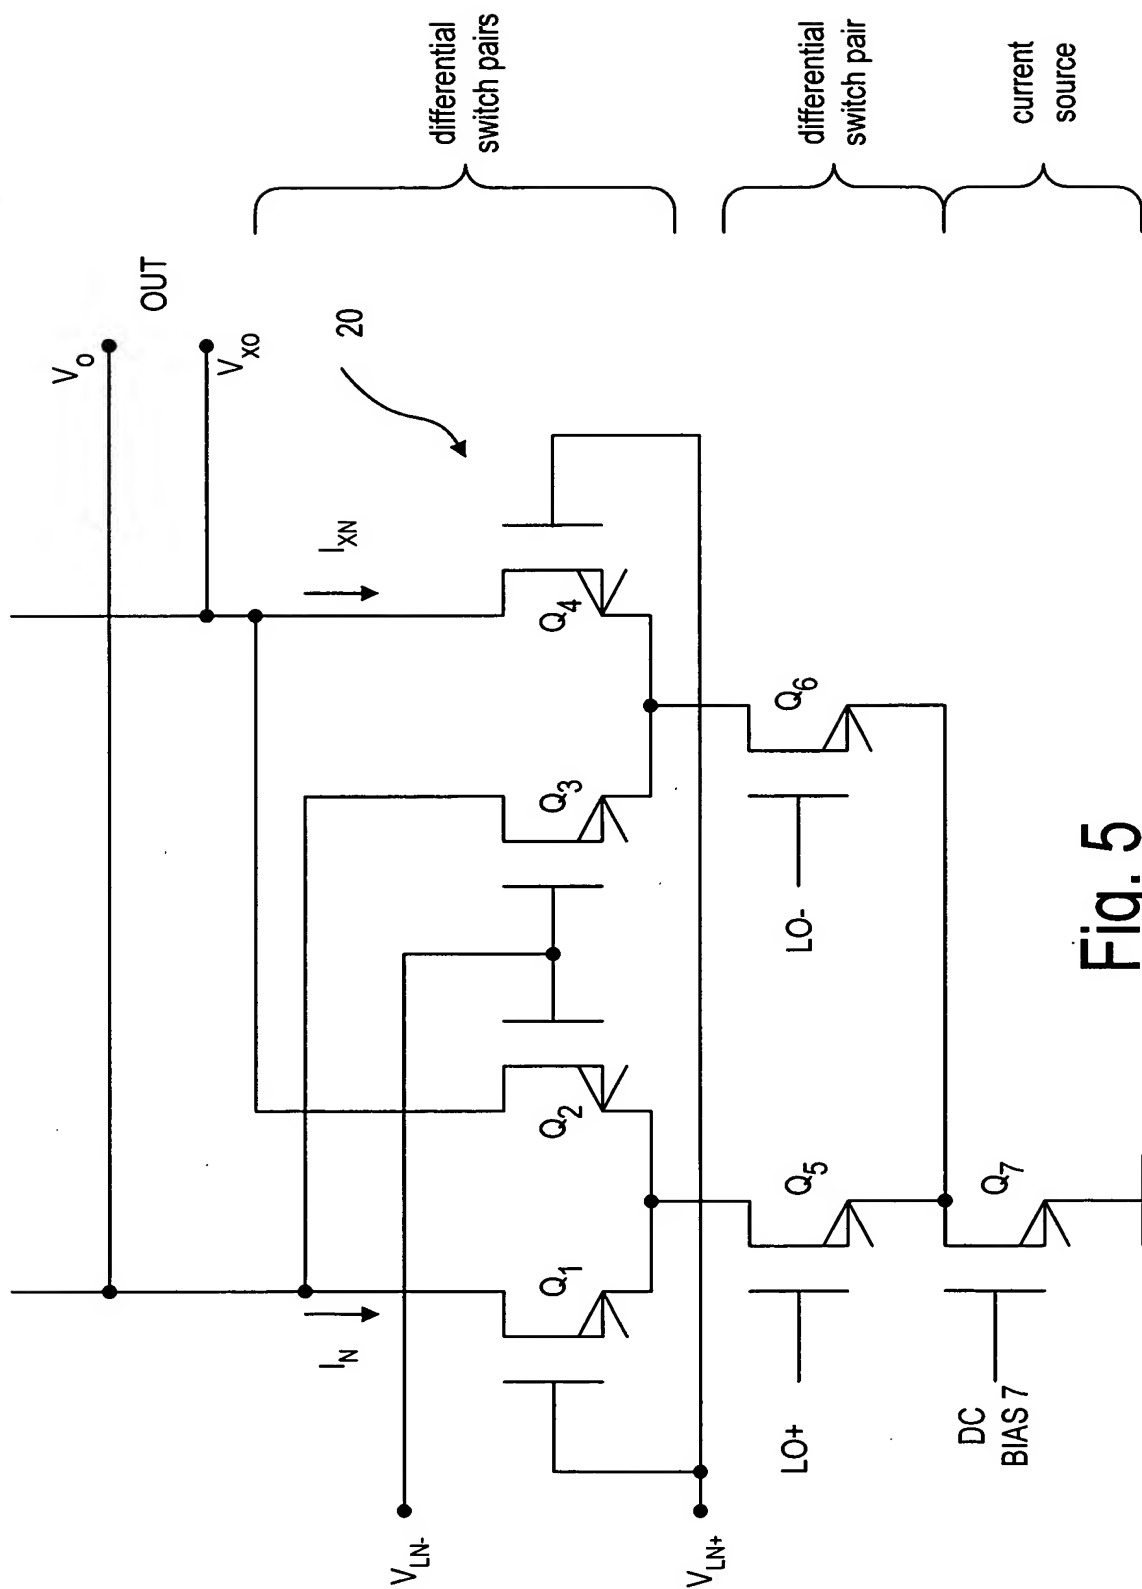 V_O
OUT
V_XO
differential
switch pairs
20
I_N
I_XN
Q_1
Q_2
Q_3
Q_4
V_LN-
V_LN+
differential
switch pair
LO+
Q_5
LO-
Q_6
current
source
DC
BIAS 7
Q_7
Fig. 5